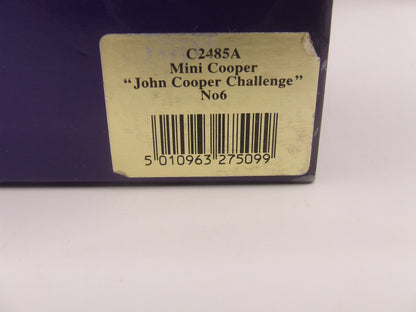 C2485A
Mini Cooper
“John Cooper Challenge”
No6
5 010963 275099